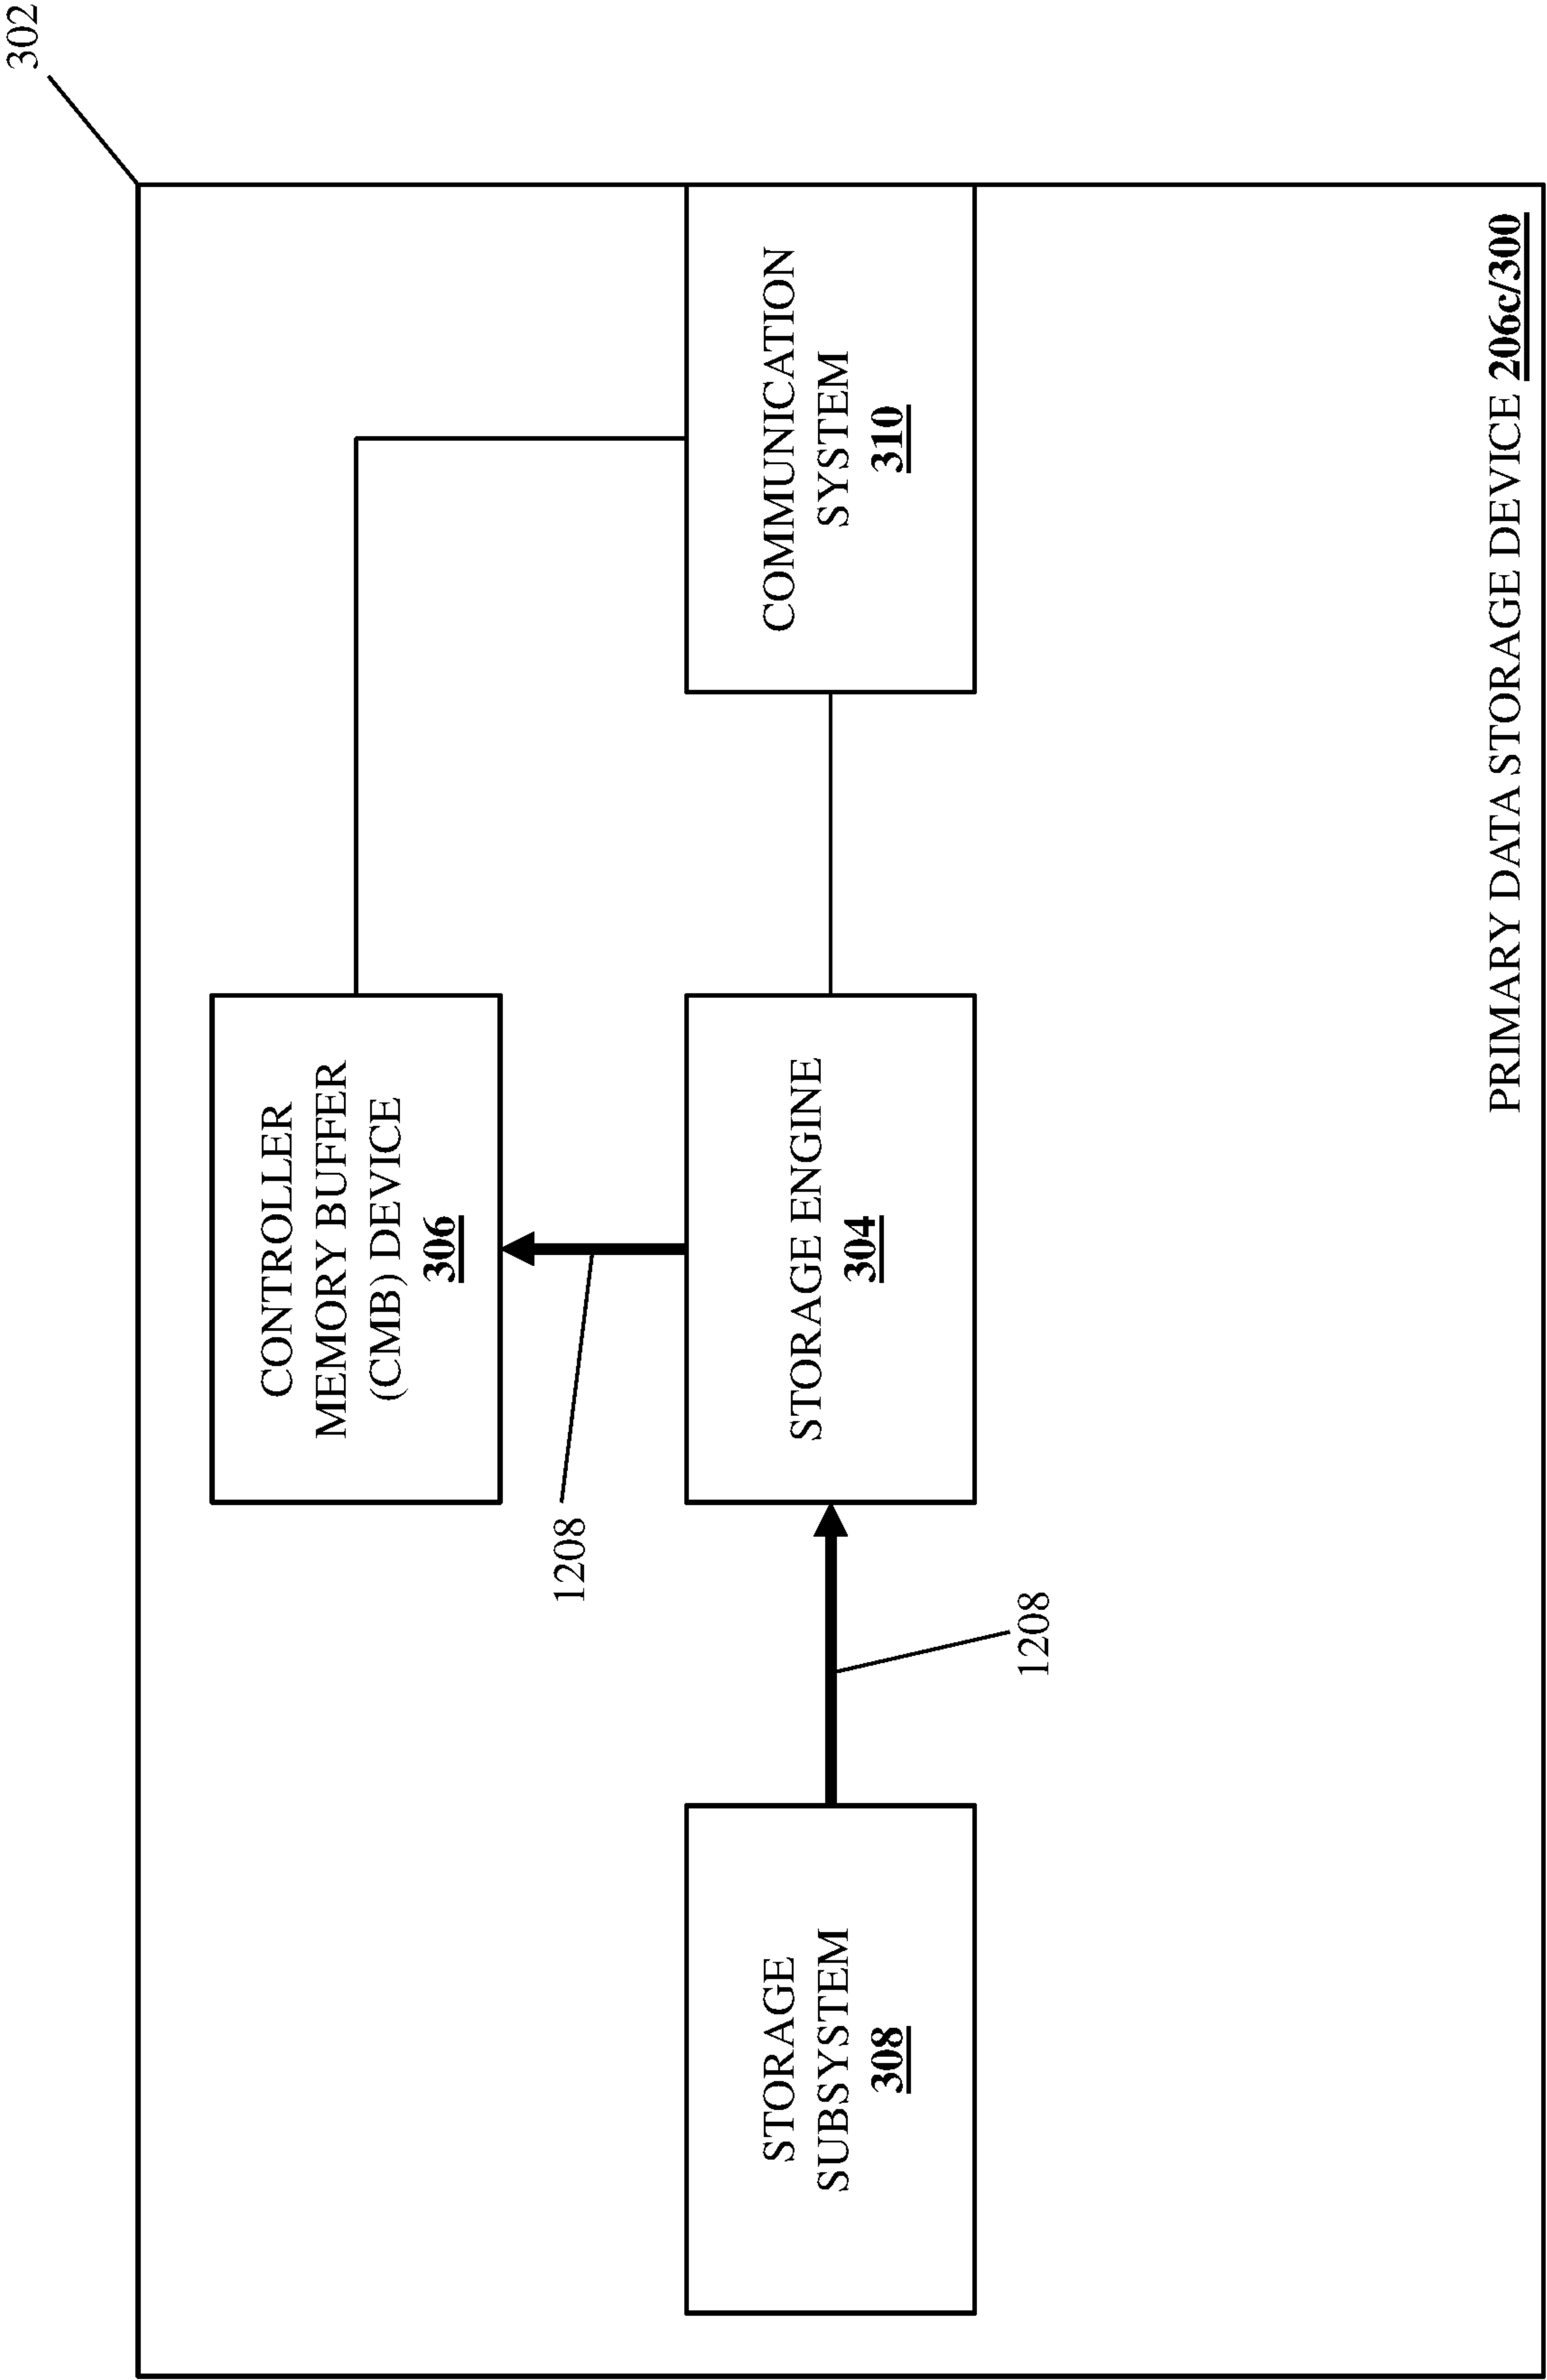 302
CONTROLLER
MEMORY BUFFER
(CMB) DEVICE
306
1208
STORAGE
SUBSYSTEM
308
STORAGE ENGINE
304
COMMUNICATION
SYSTEM
310
1208
PRIMARY DATA STORAGE DEVICE 206c/300